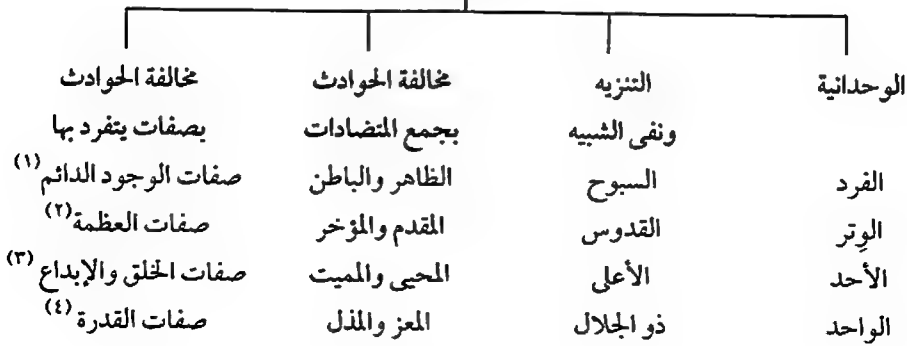 الوحدانية التنزيه مخالفة الحوادث مخالفة الحوادث
ونفى الشبيه بجمع المتضادات بصفات يتفرد بها
الفرد السبوح الظاهر والباطن صفات الوجود الدائم(١)
الوِتر القدوس المقدم والمؤخر صفات العظمة(٢)
الأحد الأعلى المحيى والمميت صفات الخلق والإبداع(٣)
الواحد ذو الجلال المعز والمذل صفات القدرة(٤)